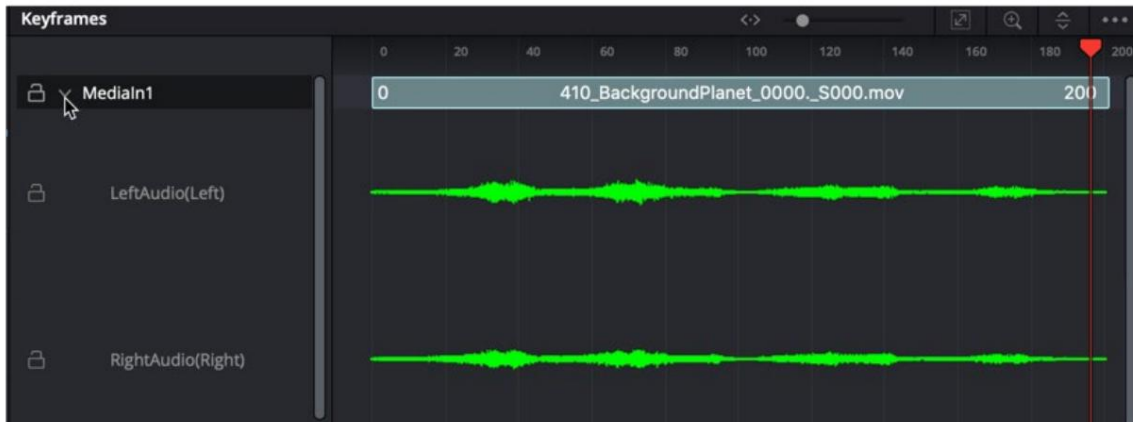 Keyframes
0 20 40 60 80 100 120 140 160 180 200
MediaIn1
0 410_BackgroundPlanet_0000._S000.mov 200
LeftAudio(Left)
RightAudio(Right)